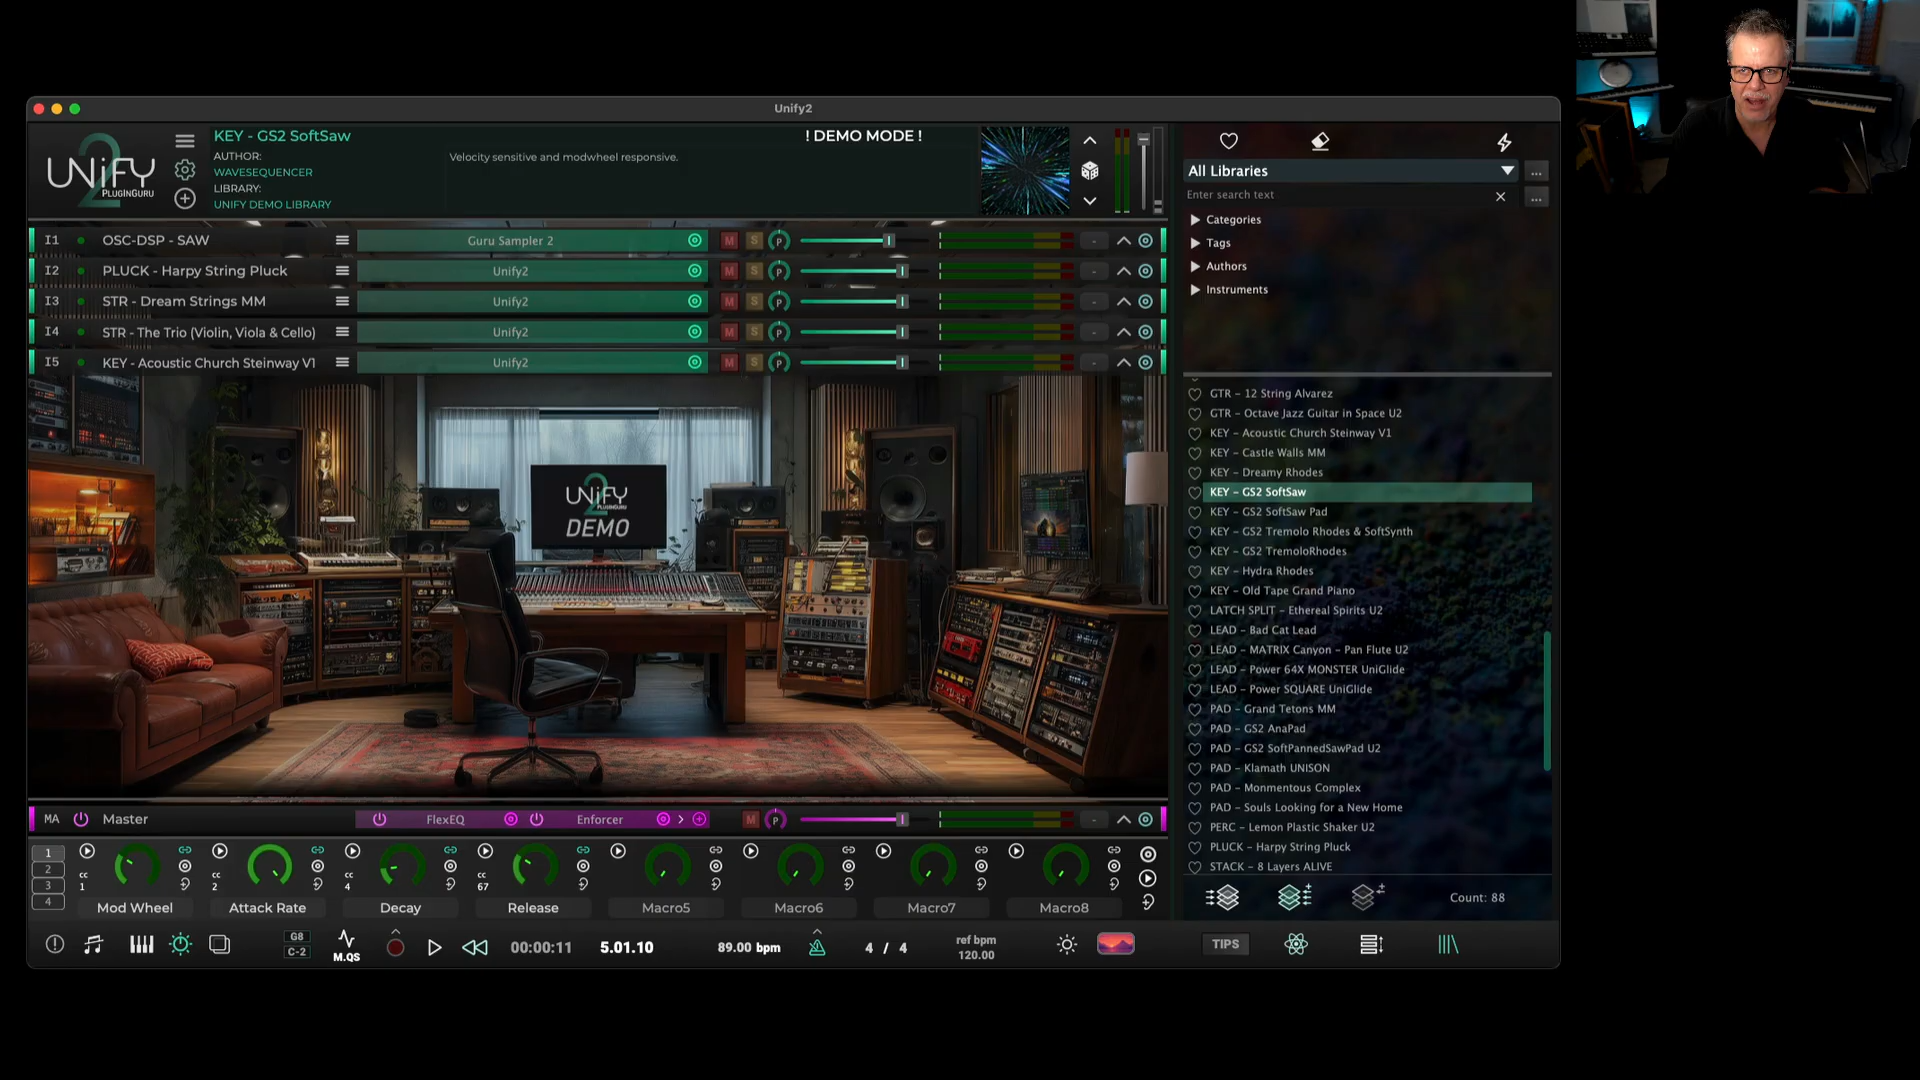 Unify2
2
UNiFY
PLUGINGURU
KEY - GS2 SoftSaw
AUTHOR:
WAVESEQUENCER
LIBRARY:
UNIFY DEMO LIBRARY
Velocity sensitive and modwheel responsive.
! DEMO MODE !
All Libraries
...
Enter search text
...
Categories
Tags
Authors
Instruments
I1 OSC-DSP - SAW Guru Sampler 2 M S P -
I2 PLUCK - Harpy String Pluck Unify2 M S P -
I3 STR - Dream Strings MM Unify2 M S P -
I4 STR - The Trio (Violin, Viola & Cello) Unify2 M S P -
I5 KEY - Acoustic Church Steinway V1 Unify2 M S P -
2
UNiFY
PLUGINGURU
DEMO
GTR - 12 String Alvarez
GTR - Octave Jazz Guitar in Space U2
KEY - Acoustic Church Steinway V1
KEY - Castle Walls MM
KEY - Dreamy Rhodes
KEY - GS2 SoftSaw
KEY - GS2 SoftSaw Pad
KEY - GS2 Tremolo Rhodes & SoftSynth
KEY - GS2 TremoloRhodes
KEY - Hydra Rhodes
KEY - Old Tape Grand Piano
LATCH SPLIT - Ethereal Spirits U2
LEAD - Bad Cat Lead
LEAD - MATRIX Canyon - Pan Flute U2
LEAD - Power 64X MONSTER UniGlide
LEAD - Power SQUARE UniGlide
PAD - Grand Tetons MM
PAD - GS2 AnaPad
PAD - GS2 SoftPannedSawPad U2
PAD - Klamath UNISON
PAD - Monmentous Complex
PAD - Souls Looking for a New Home
PERC - Lemon Plastic Shaker U2
PLUCK - Harpy String Pluck
STACK - 8 Layers ALIVE
Count: 88
MA Master FlexEQ Enforcer M P -
1
2
3
4
cc 1
cc 2
cc 4
cc 67
Mod Wheel Attack Rate Decay Release Macro5 Macro6 Macro7 Macro8
G8
C-2
M.QS
00:00:11 5.01.10 89.00 bpm 4 / 4
ref bpm
120.00
TIPS